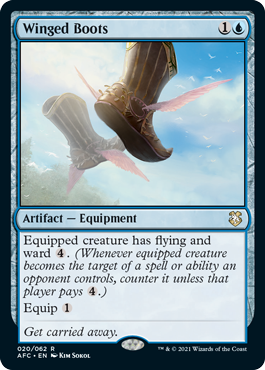 Winged Boots 1
Artifact — Equipment
Equipped creature has flying and
ward 4. (Whenever equipped creature
becomes the target of a spell or ability an
opponent controls, counter it unless that
player pays 4.)
Equip 1
Get carried away.
020/062 R
AFC • EN KIM SOKOL
™ & © 2021 Wizards of the Coast